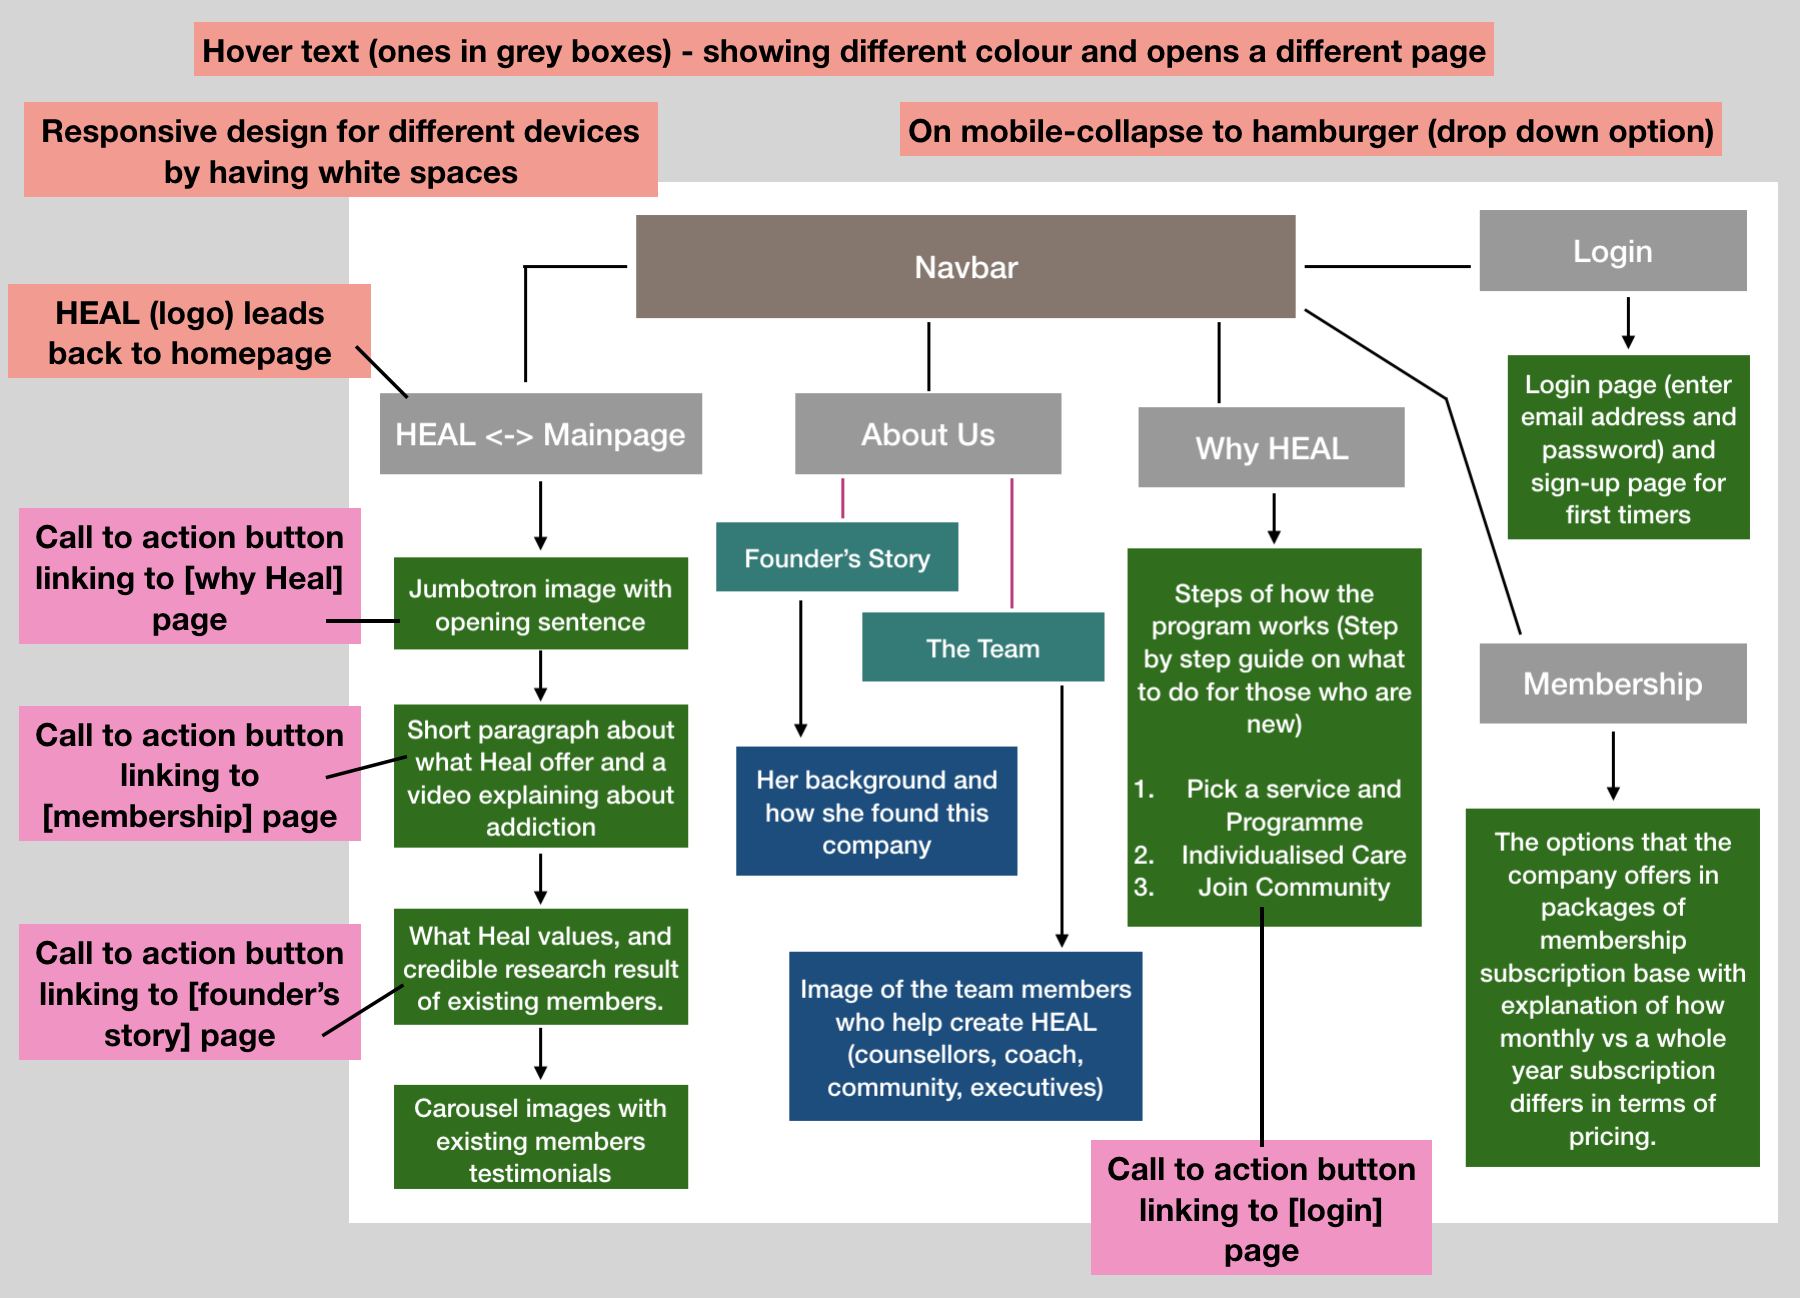 Hover text (ones in grey boxes) - showing different colour and opens a different page
Responsive design for different devices
by having white spaces
On mobile-collapse to hamburger (drop down option)
Navbar
Login
HEAL (logo) leads
back to homepage
Login page (enter
email address and
password) and
sign-up page for
first timers
HEAL <-> Mainpage
About Us
Why HEAL
Call to action button
linking to [why Heal]
page
Jumbotron image with
opening sentence
Founder's Story
The Team
Steps of how the
program works (Step
by step guide on what
to do for those who are
new)
1. Pick a service and
Programme
2. Individualised Care
3. Join Community
Membership
Call to action button
linking to
[membership] page
Short paragraph about
what Heal offer and a
video explaining about
addiction
Her background and
how she found this
company
The options that the
company offers in
packages of
membership
subscription base with
explanation of how
monthly vs a whole
year subscription
differs in terms of
pricing.
Call to action button
linking to [founder's
story] page
What Heal values, and
credible research result
of existing members.
Image of the team members
who help create HEAL
(counsellors, coach,
community, executives)
Carousel images with
existing members
testimonials
Call to action button
linking to [login]
page